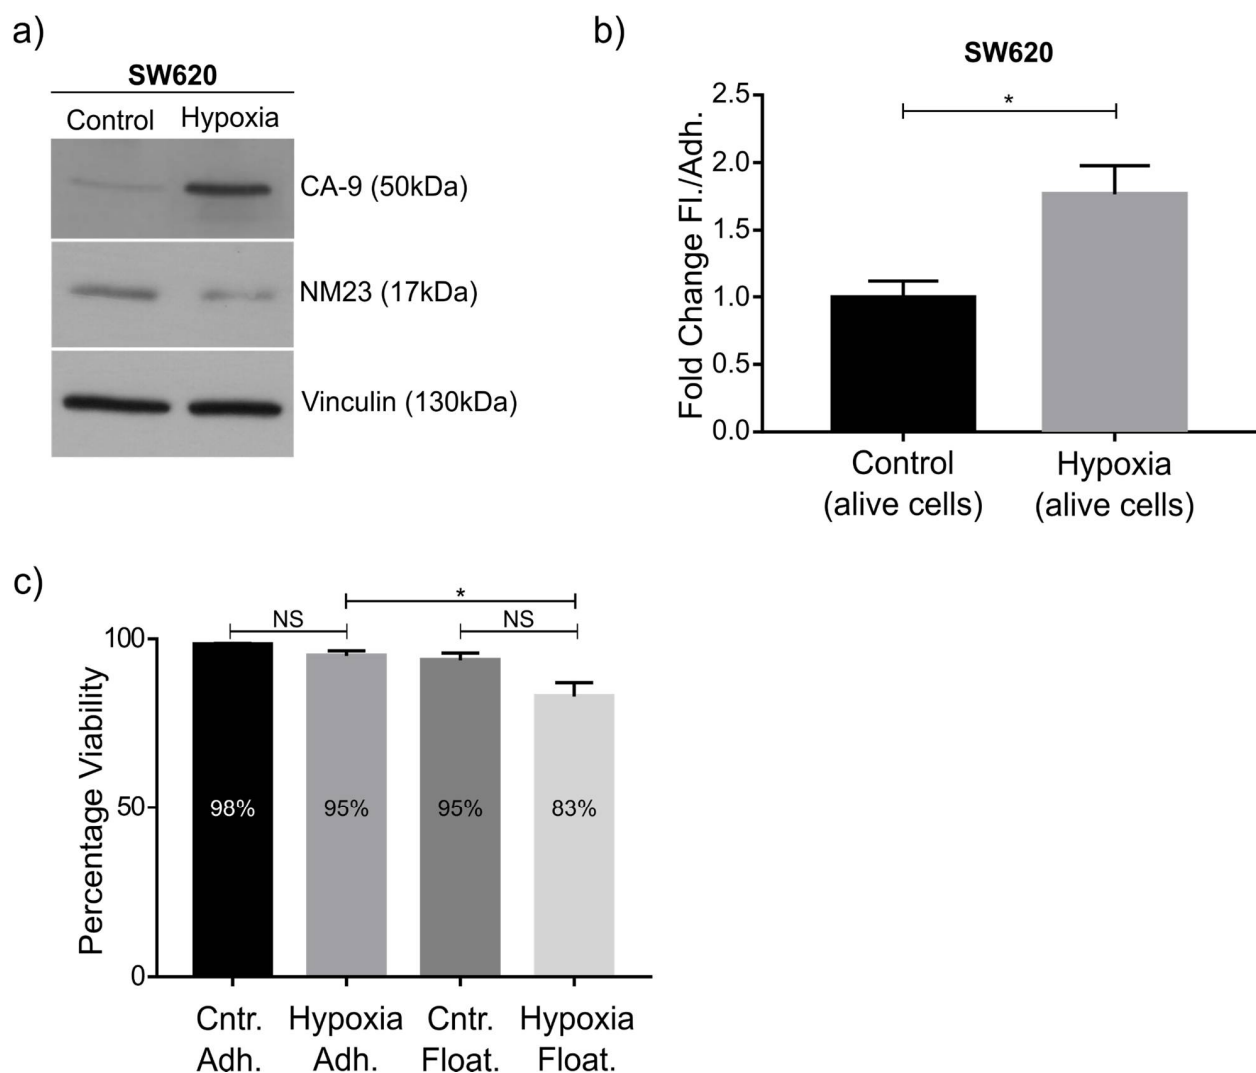 a)
SW620
Control Hypoxia
CA-9 (50kDa)
NM23 (17kDa)
Vinculin (130kDa)
b)
SW620
Fold Change Fl./Adh.
2.5
2.0
1.5
1.0
0.5
0.0
*
Control
(alive cells)
Hypoxia
(alive cells)
c)
Percentage Viability
100
50
0
*
NS
NS
98%
95%
95%
83%
Cntr.
Adh.
Hypoxia
Adh.
Cntr.
Float.
Hypoxia
Float.